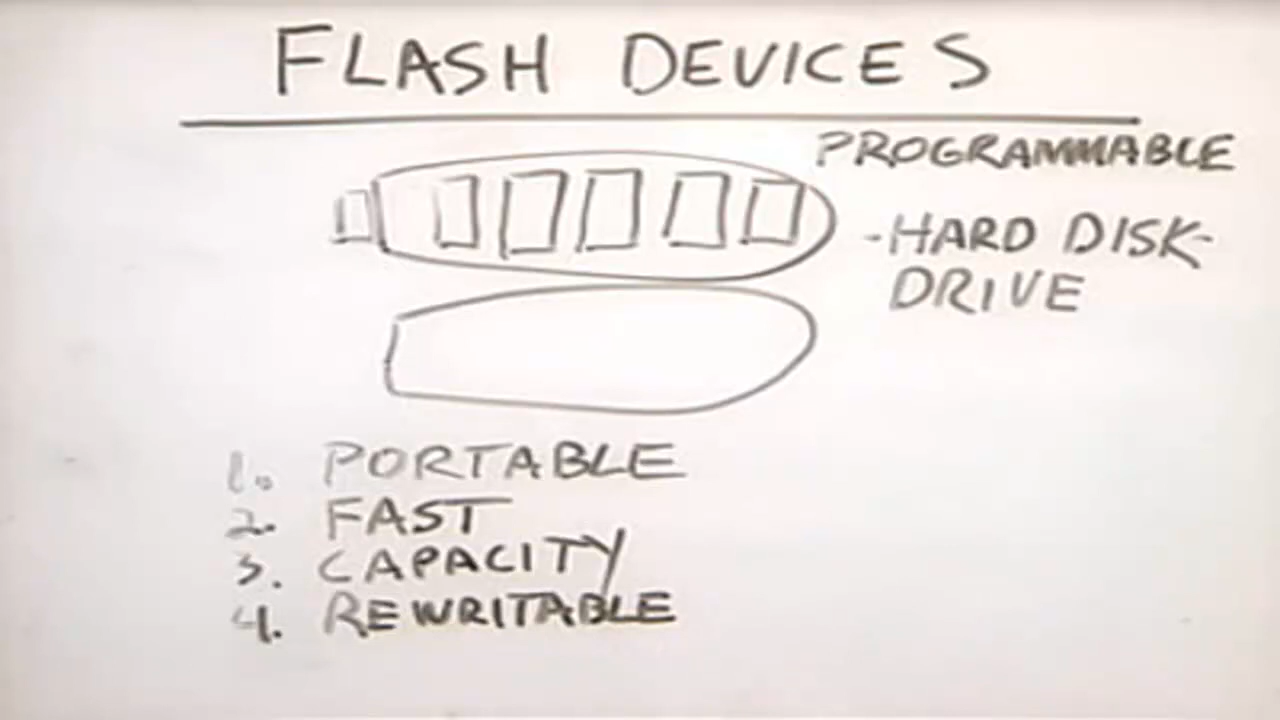 FLASH DEVICES
PROGRAMMABLE
-HARD DISK-
DRIVE
1. PORTABLE
2. FAST
3. CAPACITY
4. REWRITABLE